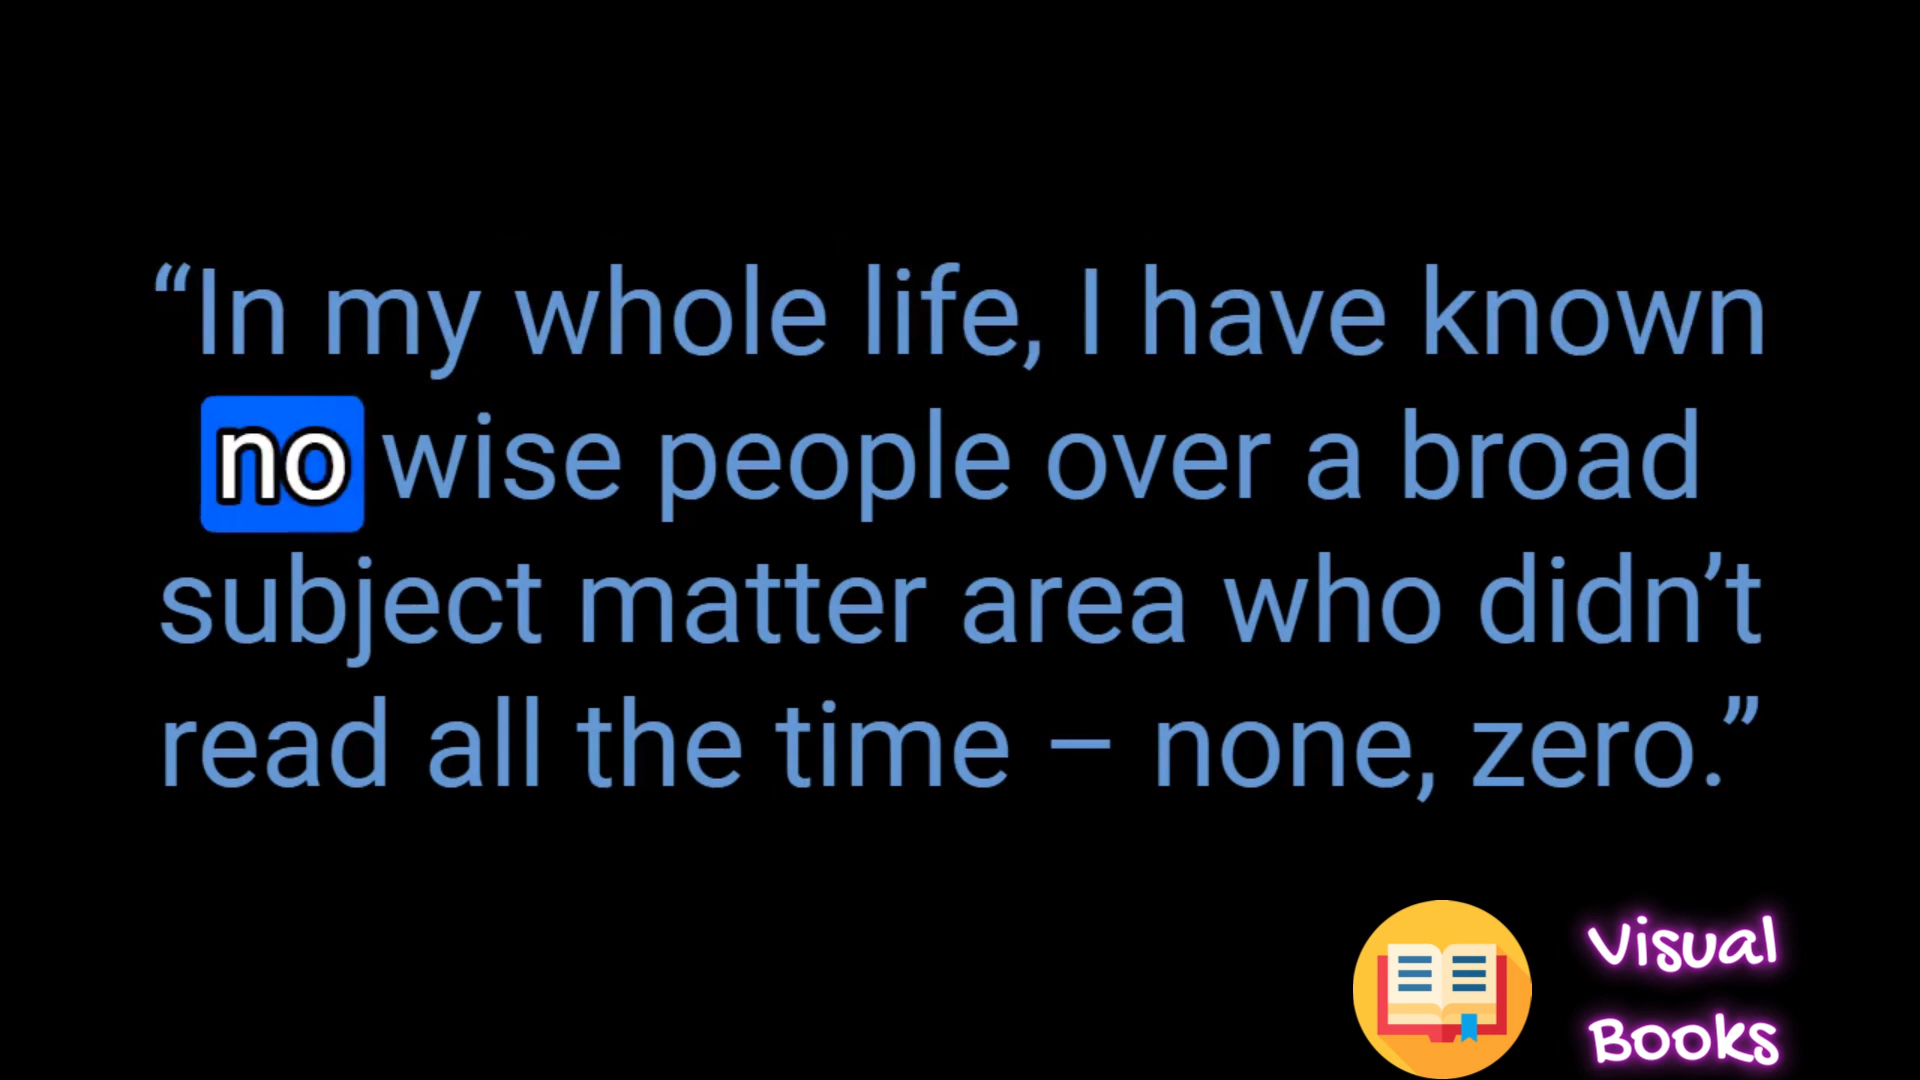 “In my whole life, I have known
no wise people over a broad
subject matter area who didn’t
read all the time – none, zero.”
Visual
Books